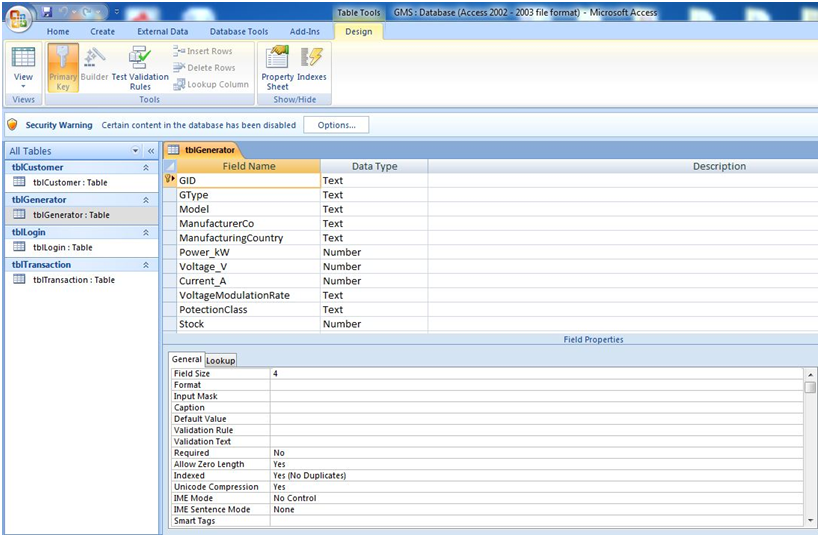 Table Tools GMS : Database (Access 2002 - 2003 file format) - Microsoft Access
Home Create External Data Database Tools Add-Ins Design
View
Primary Key
Builder
Test Validation Rules
Insert Rows
Delete Rows
Lookup Column
Property Sheet
Indexes
Views Tools Show/Hide
Security Warning Certain content in the database has been disabled Options...
All Tables
tblCustomer
tblCustomer : Table
tblGenerator
tblGenerator : Table
tblLogin
tblLogin : Table
tblTransaction
tblTransaction : Table
tblGenerator
Field Name Data Type Description
GID Text
GType Text
Model Text
ManufacturerCo Text
ManufacturingCountry Text
Power_kW Number
Voltage_V Number
Current_A Number
VoltageModulationRate Text
PotectionClass Text
Stock Number
Field Properties
General Lookup
Field Size 4
Format
Input Mask
Caption
Default Value
Validation Rule
Validation Text
Required No
Allow Zero Length Yes
Indexed Yes (No Duplicates)
Unicode Compression Yes
IME Mode No Control
IME Sentence Mode None
Smart Tags